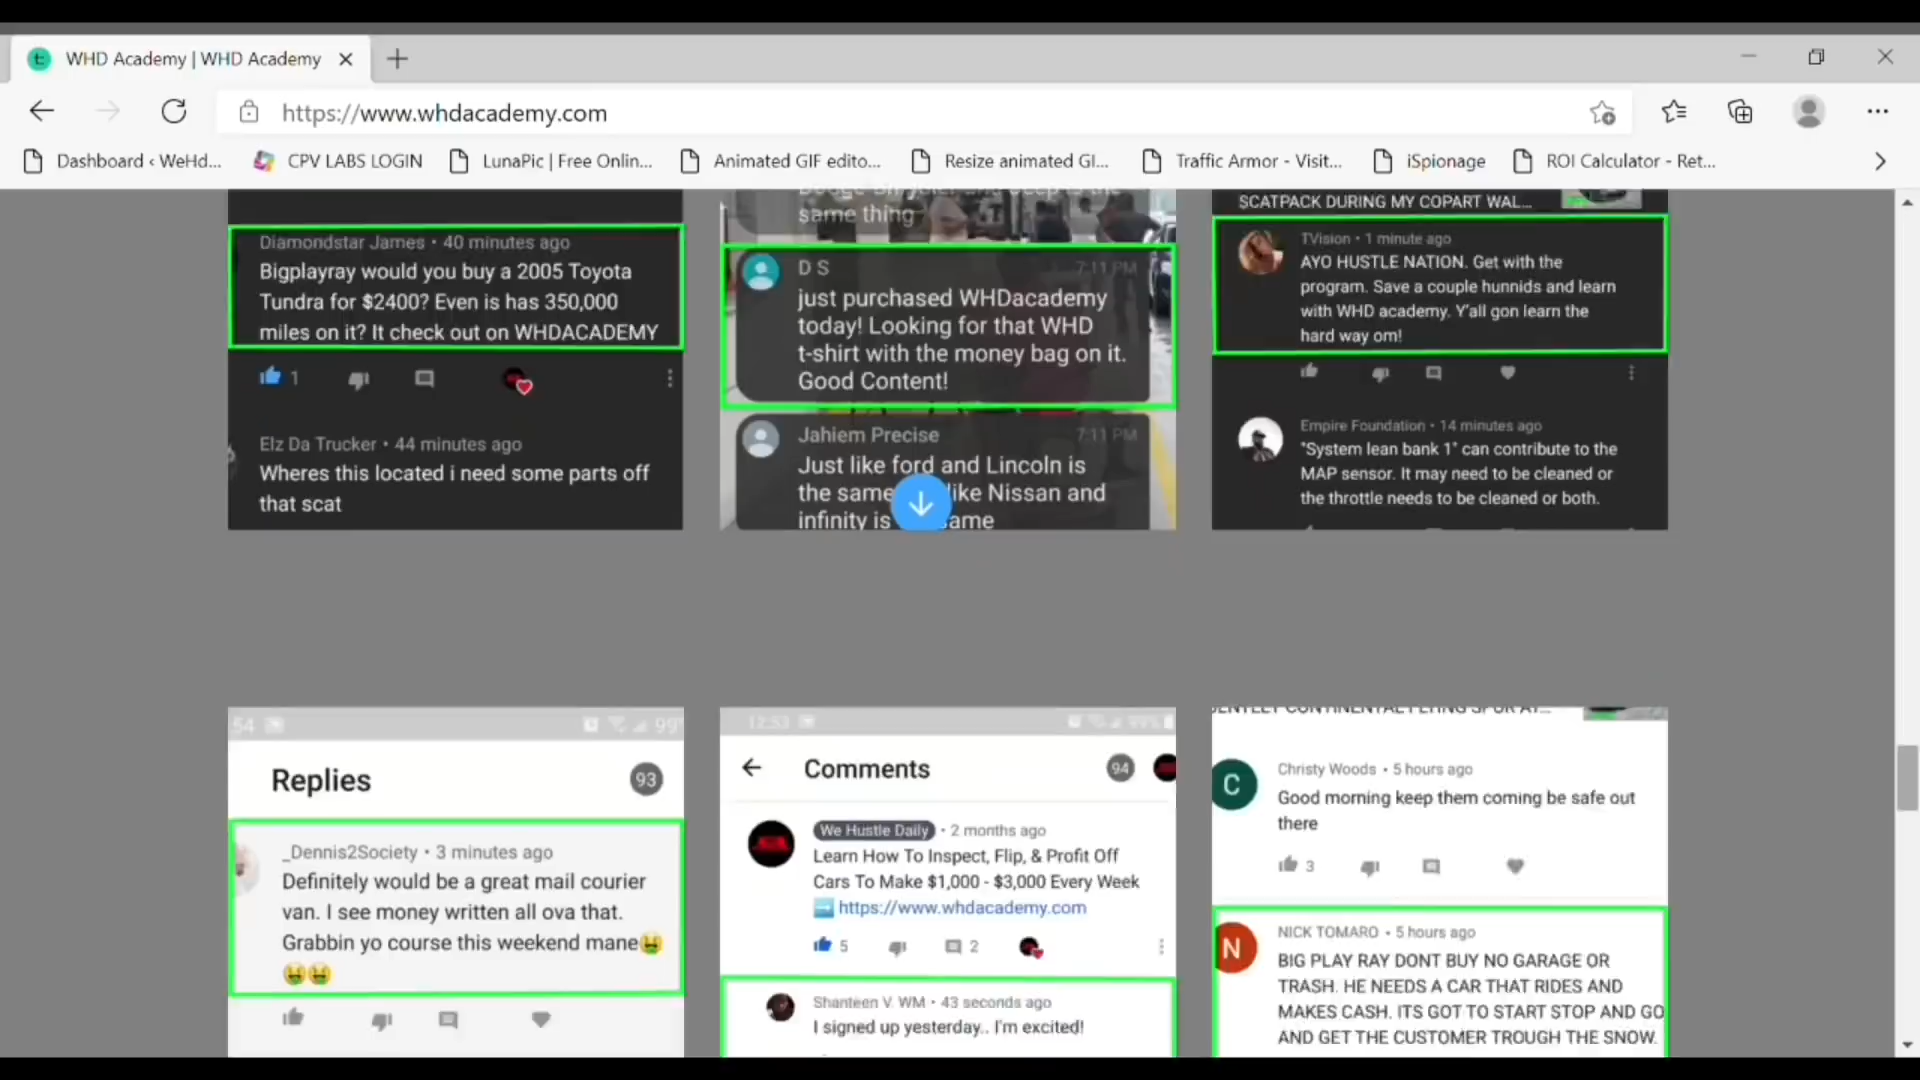 WHD Academy | WHD Academy
https://www.whdacademy.com
Dashboard ‹ WeHd...
CPV LABS LOGIN
LunaPic | Free Onlin...
Animated GIF edito...
Resize animated GI...
Traffic Armor - Visit...
iSpionage
ROI Calculator - Ret...
Diamondstar James • 40 minutes ago
Bigplayray would you buy a 2005 Toyota
Tundra for $2400? Even is has 350,000
miles on it? It check out on WHDACADEMY
1
Elz Da Trucker • 44 minutes ago
Wheres this located i need some parts off
that scat
same thing
D S 7:11 PM
just purchased WHDacademy
today! Looking for that WHD
t-shirt with the money bag on it.
Good Content!
Jahiem Precise 7:11 PM
Just like ford and Lincoln is
the same like Nissan and
infinity is same
SCATPACK DURING MY COPART WAL...
TVision • 1 minute ago
AYO HUSTLE NATION. Get with the
program. Save a couple hunnids and learn
with WHD academy. Y'all gon learn the
hard way om!
Empire Foundation • 14 minutes ago
"System lean bank 1" can contribute to the
MAP sensor. It may need to be cleaned or
the throttle needs to be cleaned or both.
54 99
Replies 93
_Dennis2Society • 3 minutes ago
Definitely would be a great mail courier
van. I see money written all ova that.
Grabbin yo course this weekend mane🤑
🤑🤑
12:53 99%
Comments 94
We Hustle Daily • 2 months ago
Learn How To Inspect, Flip, & Profit Off
Cars To Make $1,000 - $3,000 Every Week
➡️ https://www.whdacademy.com
5 2
Shanteen V. WM • 43 seconds ago
I signed up yesterday.. I'm excited!
C
Christy Woods • 5 hours ago
Good morning keep them coming be safe out
there
3
N
NICK TOMARO • 5 hours ago
BIG PLAY RAY DONT BUY NO GARAGE OR
TRASH. HE NEEDS A CAR THAT RIDES AND
MAKES CASH. ITS GOT TO START STOP AND GO
AND GET THE CUSTOMER TROUGH THE SNOW.